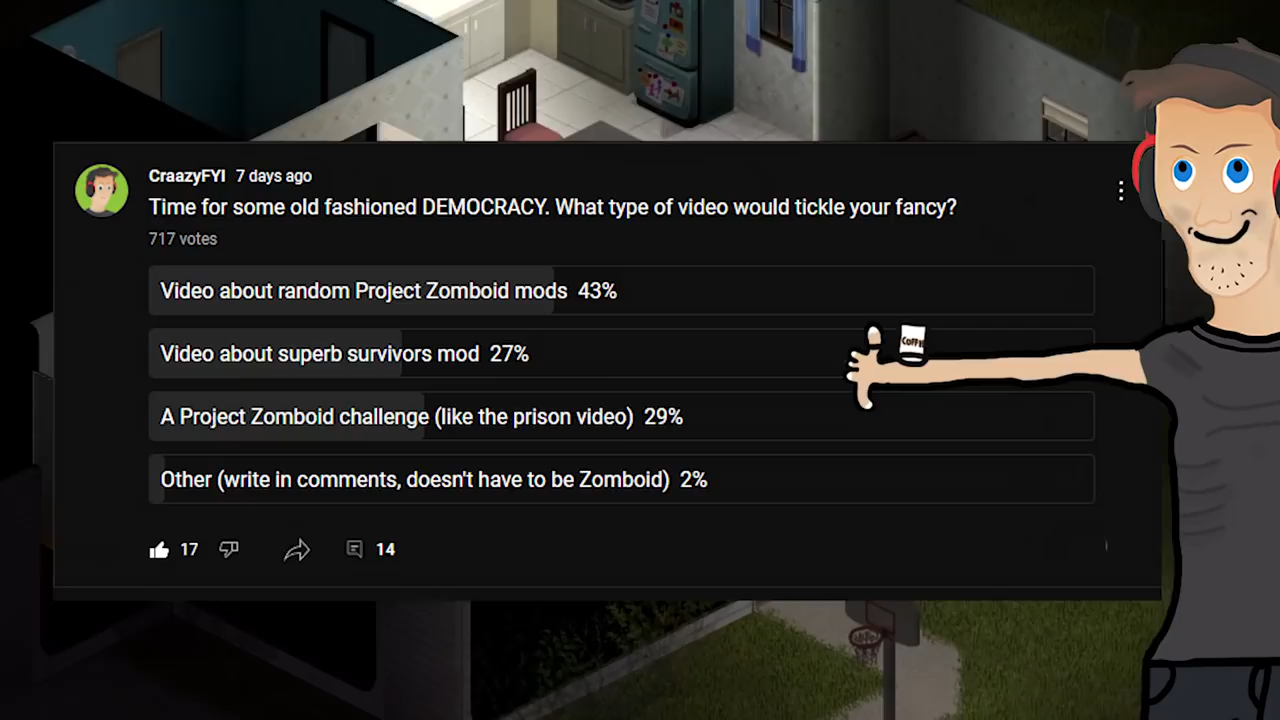 CraazyFYI 7 days ago
Time for some old fashioned DEMOCRACY. What type of video would tickle your fancy?
717 votes
Video about random Project Zomboid mods 43%
Video about superb survivors mod 27%
A Project Zomboid challenge (like the prison video) 29%
Other (write in comments, doesn't have to be Zomboid) 2%
17 14